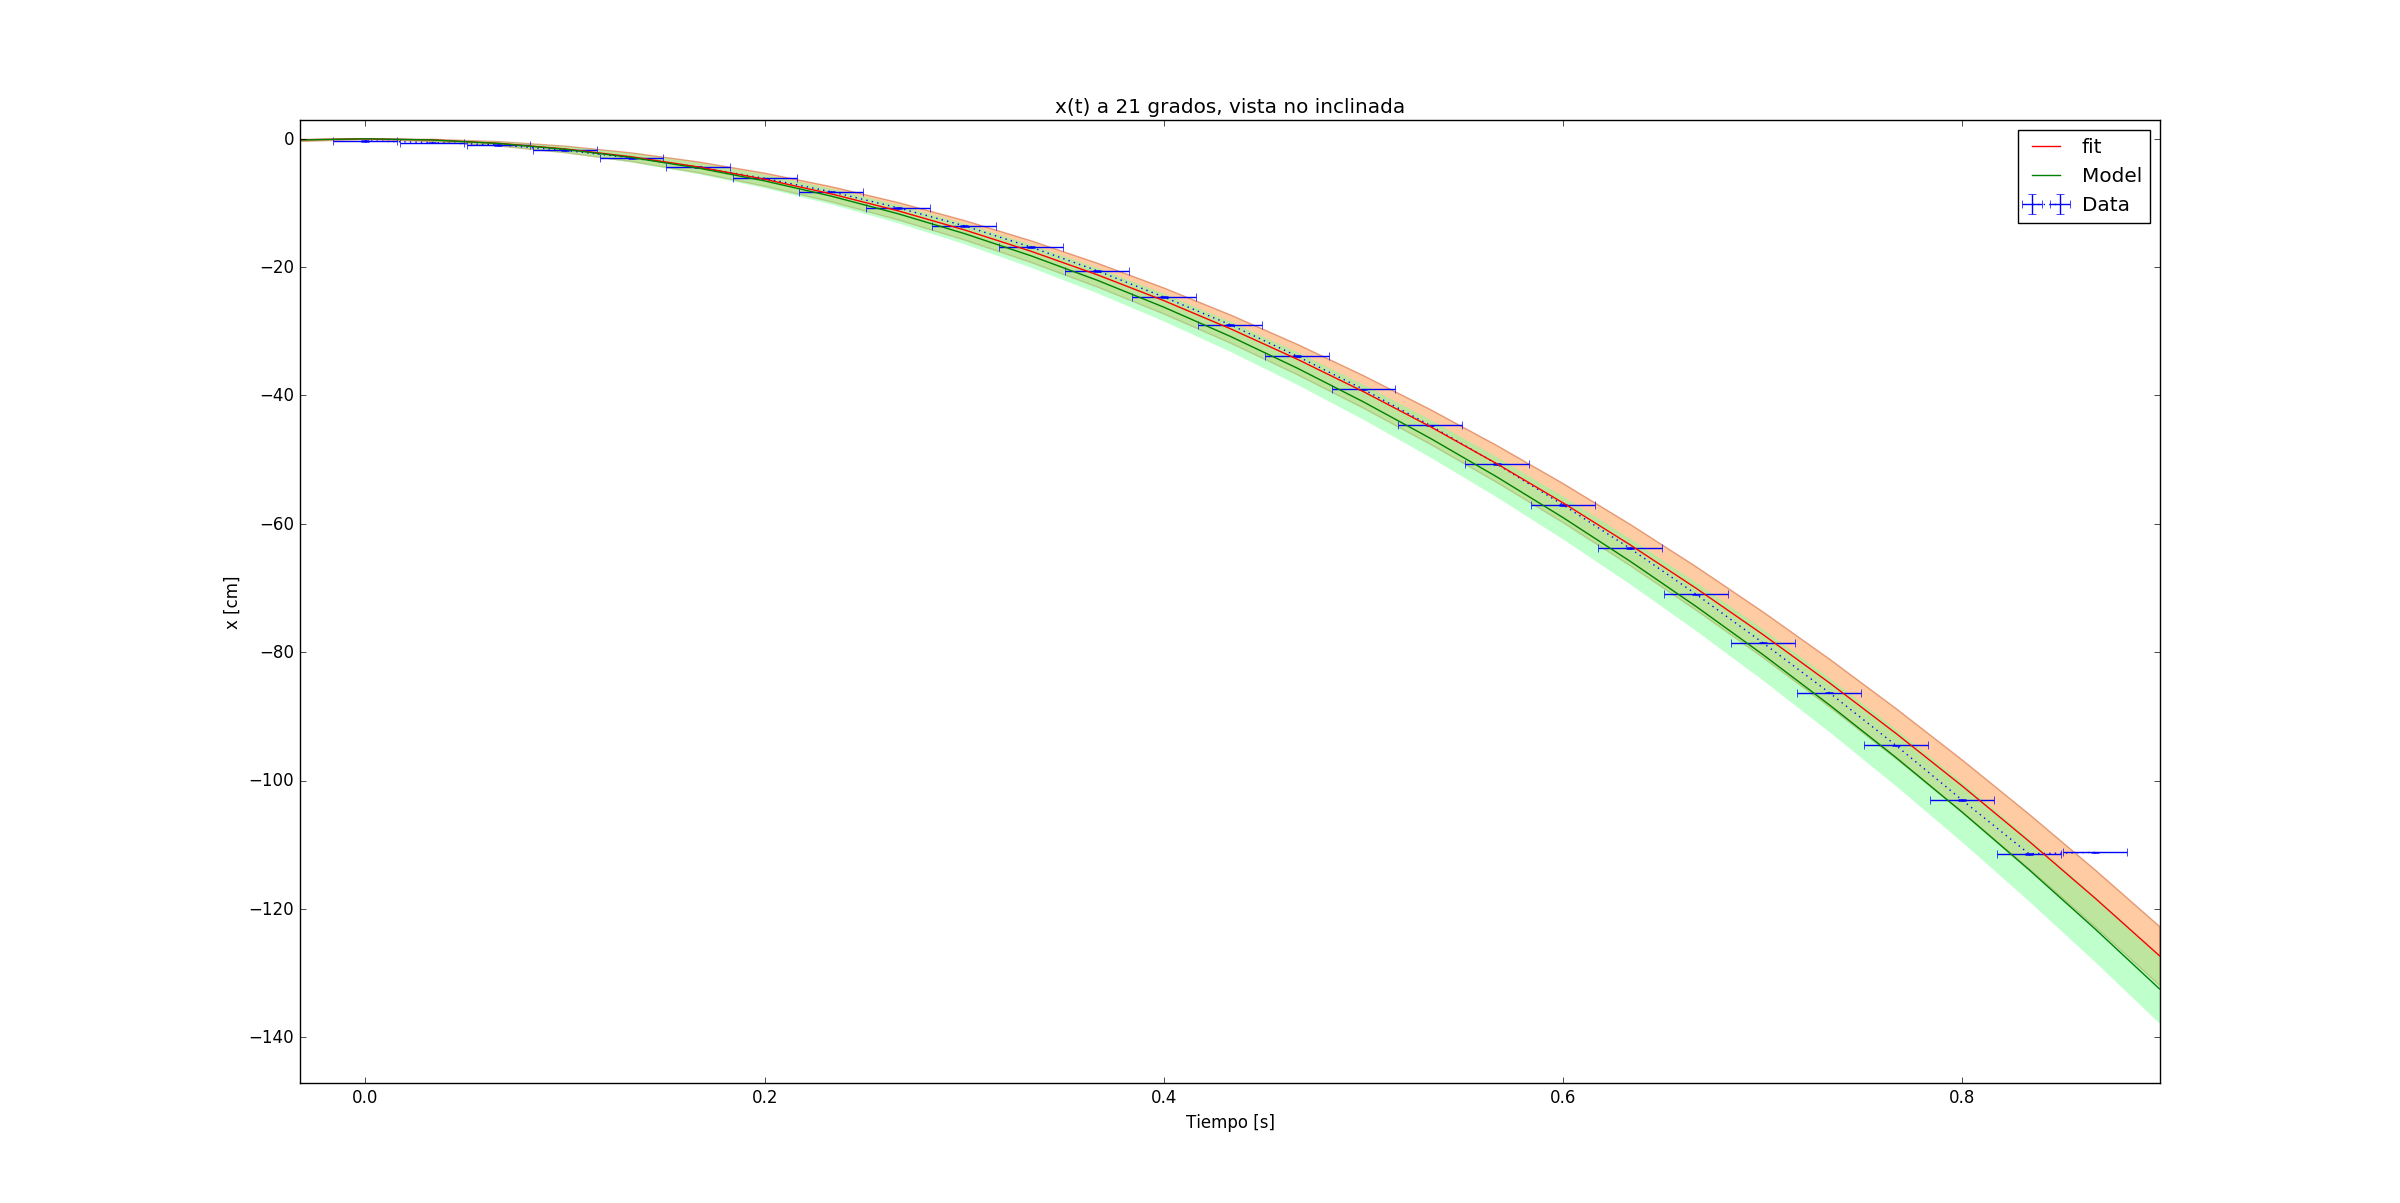 x(t) a 21 grados, vista no inclinada
fit
Model
Data
0
−20
−40
−60
−80
−100
−120
−140
x [cm]
0.0 0.2 0.4 0.6 0.8
Tiempo [s]